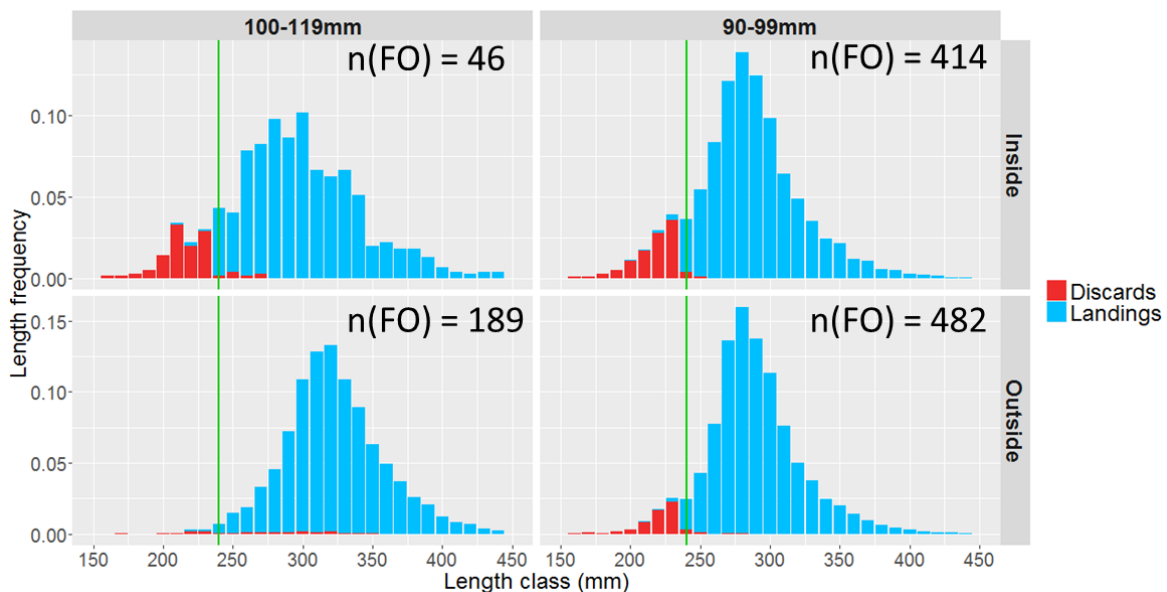 100-119mm
90-99mm
n(FO) = 46
n(FO) = 414
Inside
0.10
0.05
0.00
n(FO) = 189
n(FO) = 482
Outside
0.15
0.10
0.05
0.00
Length frequency
150 200 250 300 350 400 450
150 200 250 300 350 400 450
Length class (mm)
Discards
Landings